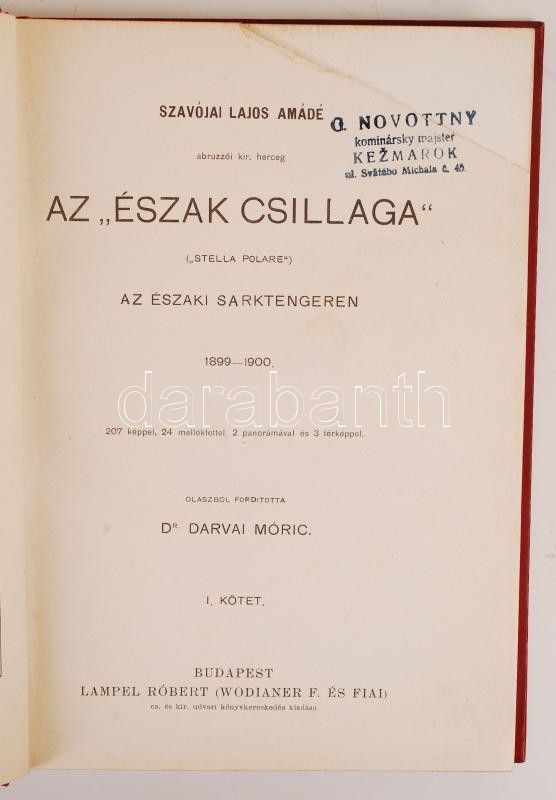 SZAVÓJAI LAJOS AMÁDÉ
abruzzói kir. herceg
AZ „ÉSZAK CSILLAGA“
(„STELLA POLARE“)
AZ ÉSZAKI SARKTENGEREN
1899—1900.
207 képpel, 24 melléklettel, 2 panorámával és 3 térképpel.
OLASZBÓL FORDITOTTA
DR. DARVAI MÓRIC.
I. KÖTET.
BUDAPEST
LAMPEL RÓBERT (WODIANER F. ÉS FIAI)
cs. és kir. udvari könyvkereskedés kiadása
G. NOVOTTNY
kominársky majster
KEŽMAROK
ul. Svätého Michala č. 45.
darabanth